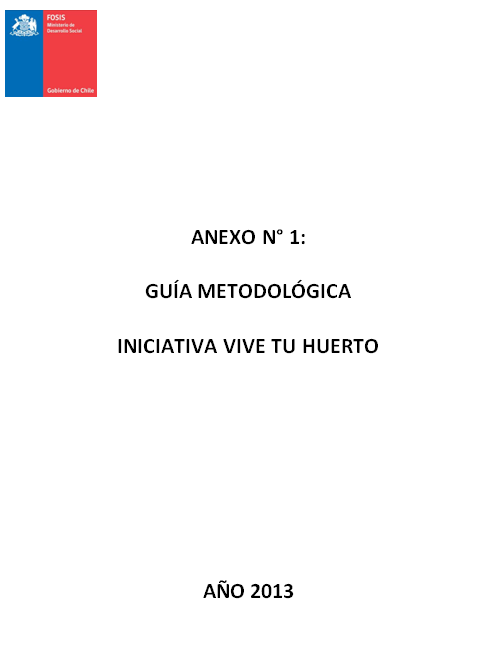 FOSIS
Ministerio de
Desarrollo Social
Gobierno de Chile
ANEXO N° 1:
GUÍA METODOLÓGICA
INICIATIVA VIVE TU HUERTO
AÑO 2013